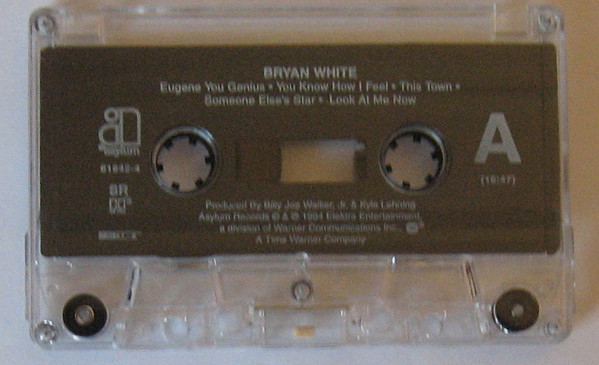 BRYAN WHITE
Eugene You Genius • You Know How I Feel • This Town •
Someone Else's Star • Look At Me Now
asylum
61642-4
SR
A
(16:47)
Produced By Billy Joe Walker, Jr. & Kyle Lehning
Asylum Records © & ℗ 1994 Elektra Entertainment,
a division of Warner Communications Inc.,
A Time Warner Company